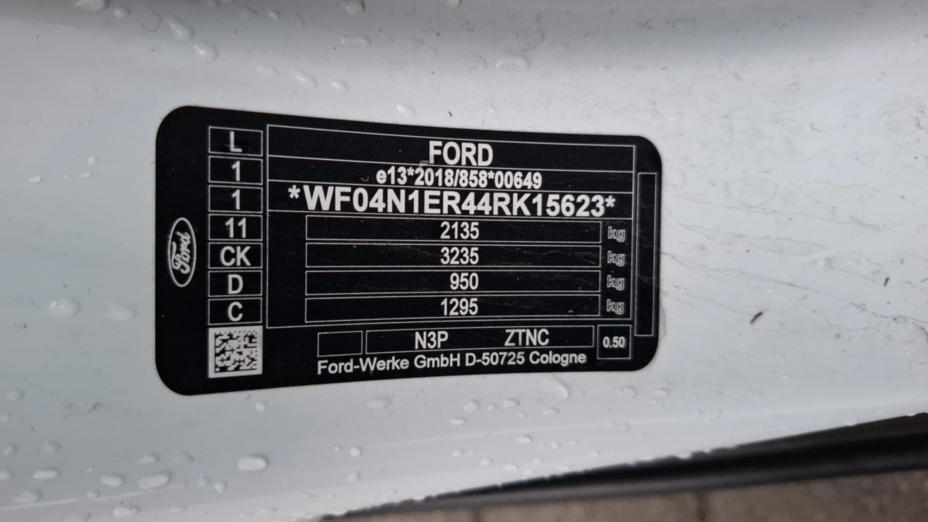 FORD
e13*2018/858*00649
*WF04N1ER44RK15623*
2135 kg
3235 kg
950 kg
1295 kg
N3P ZTNC 0.50
Ford-Werke GmbH D-50725 Cologne
L
1
1
11
CK
D
C
Ford